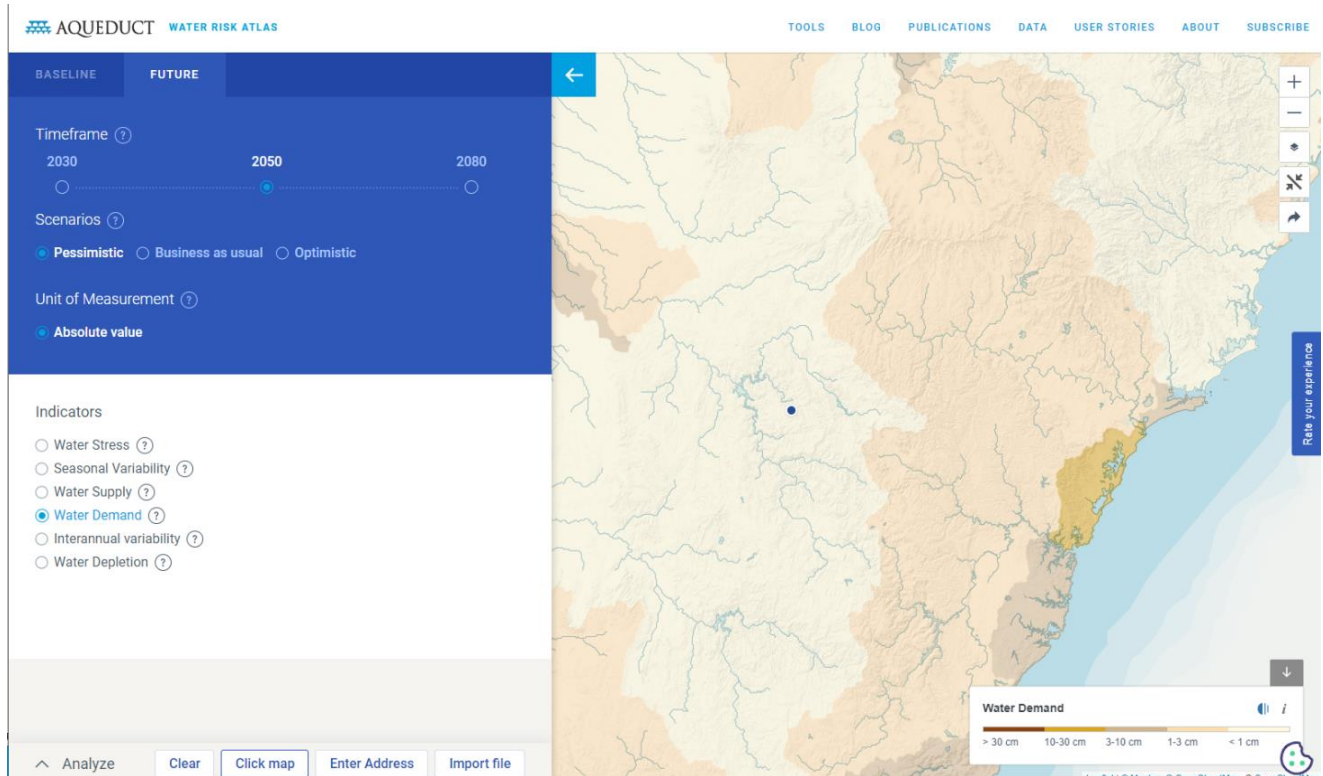 AQUEDUCT WATER RISK ATLAS
TOOLS BLOG PUBLICATIONS DATA USER STORIES ABOUT SUBSCRIBE
BASELINE FUTURE
Timeframe ?
2030 2050 2080
Scenarios ?
Pessimistic Business as usual Optimistic
Unit of Measurement ?
Absolute value
Indicators
Water Stress ?
Seasonal Variability ?
Water Supply ?
Water Demand ?
Interannual variability ?
Water Depletion ?
Analyze Clear Click map Enter Address Import file
Rate your experience
Water Demand i
> 30 cm 10-30 cm 3-10 cm 1-3 cm < 1 cm